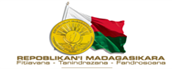 REPOBLIKAN'I MADAGASIKARA
Fitiavana - Tanindrazana - Fandrosoana